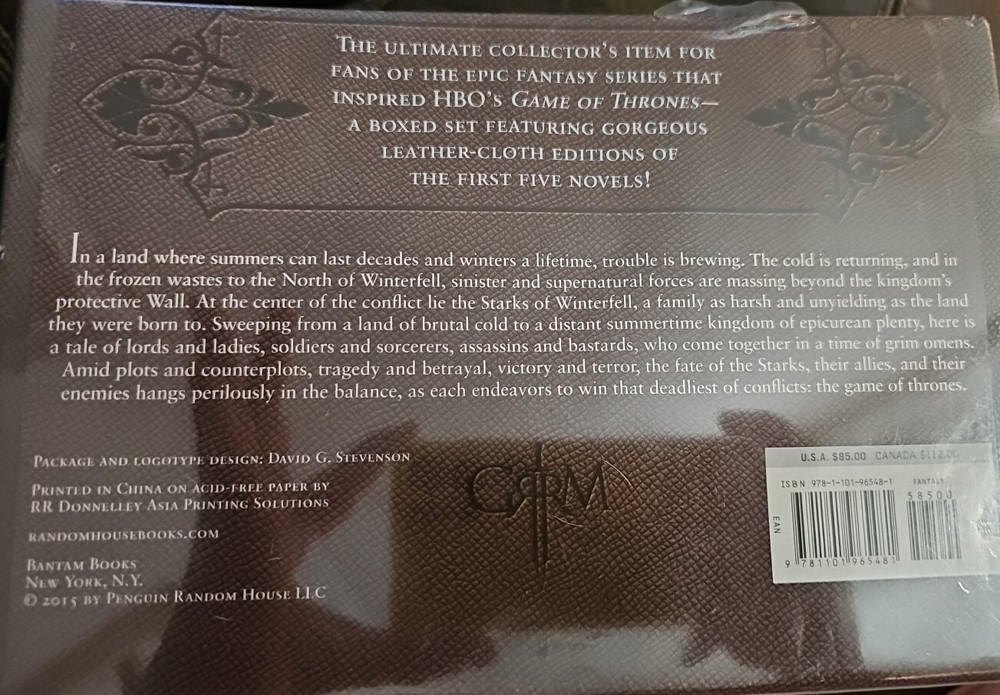 THE ULTIMATE COLLECTOR'S ITEM FOR
FANS OF THE EPIC FANTASY SERIES THAT
INSPIRED HBO'S GAME OF THRONES—
A BOXED SET FEATURING GORGEOUS
LEATHER-CLOTH EDITIONS OF
THE FIRST FIVE NOVELS!
In a land where summers can last decades and winters a lifetime, trouble is brewing. The cold is returning, and in
the frozen wastes to the North of Winterfell, sinister and supernatural forces are massing beyond the kingdom's
protective Wall. At the center of the conflict lie the Starks of Winterfell, a family as harsh and unyielding as the land
they were born to. Sweeping from a land of brutal cold to a distant summertime kingdom of epicurean plenty, here is
a tale of lords and ladies, soldiers and sorcerers, assassins and bastards, who come together in a time of grim omens.
Amid plots and counterplots, tragedy and betrayal, victory and terror, the fate of the Starks, their allies, and their
enemies hangs perilously in the balance, as each endeavors to win that deadliest of conflicts: the game of thrones.
PACKAGE AND LOGOTYPE DESIGN: DAVID G. STEVENSON
PRINTED IN CHINA ON ACID-FREE PAPER BY
RR DONNELLEY ASIA PRINTING SOLUTIONS
RANDOMHOUSEBOOKS.COM
BANTAM BOOKS
NEW YORK, N.Y.
© 2015 BY PENGUIN RANDOM HOUSE LLC
GRRM
U.S.A. $85.00 CANADA $112.00
ISBN 978-1-101-96548-1 FANTASY
58500
EAN
9 781101 965481